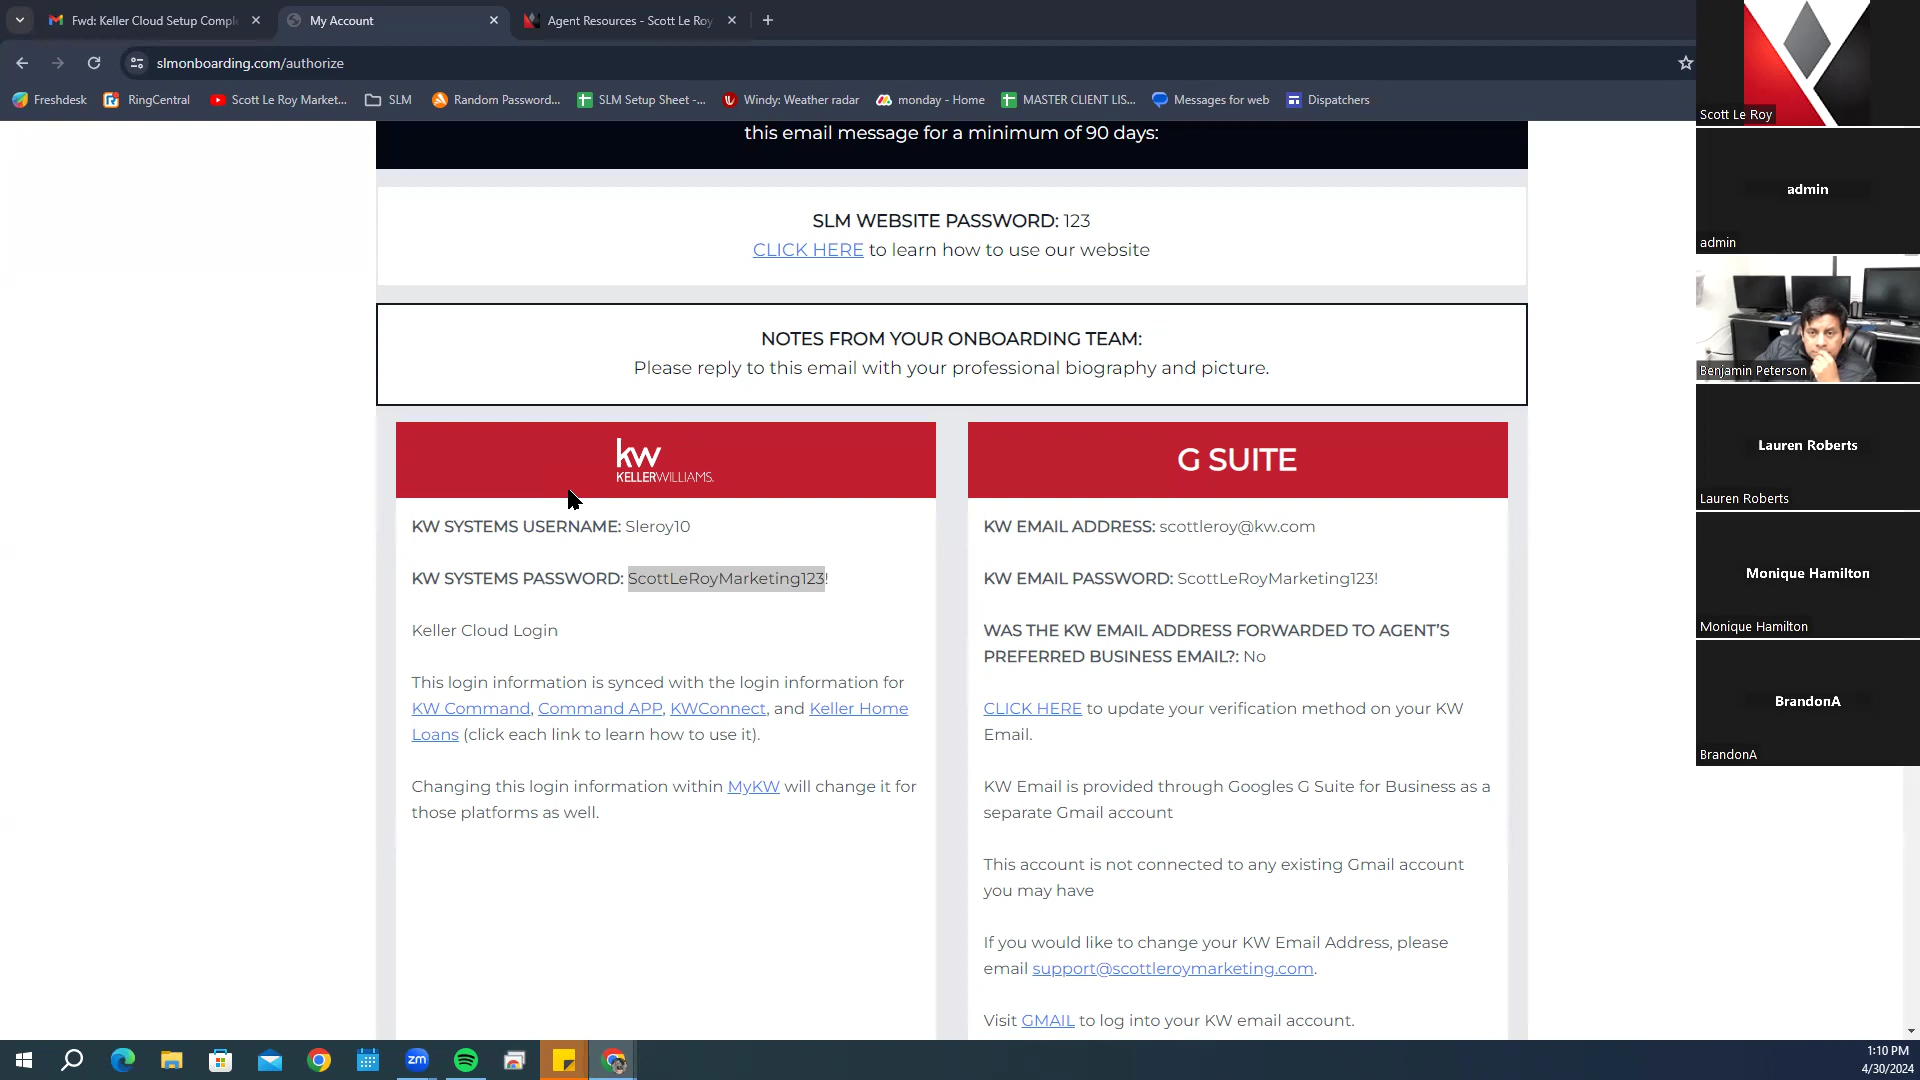 Fwd: Keller Cloud Setup Compl
My Account
Agent Resources - Scott Le Roy
slmonboarding.com/authorize
Freshdesk
RingCentral
Scott Le Roy Market...
SLM
Random Password...
SLM Setup Sheet -...
Windy: Weather radar
monday - Home
MASTER CLIENT LIS...
Messages for web
Dispatchers
this email message for a minimum of 90 days:
SLM WEBSITE PASSWORD: 123
CLICK HERE to learn how to use our website
NOTES FROM YOUR ONBOARDING TEAM:
Please reply to this email with your professional biography and picture.
kw
KELLERWILLIAMS.
KW SYSTEMS USERNAME: Sleroy10
KW SYSTEMS PASSWORD: ScottLeRoyMarketing123!
Keller Cloud Login
This login information is synced with the login information for
KW Command, Command APP, KWConnect, and Keller Home
Loans (click each link to learn how to use it).
Changing this login information within MyKW will change it for
those platforms as well.
G SUITE
KW EMAIL ADDRESS: scottleroy@kw.com
KW EMAIL PASSWORD: ScottLeRoyMarketing123!
WAS THE KW EMAIL ADDRESS FORWARDED TO AGENT'S
PREFERRED BUSINESS EMAIL?: No
CLICK HERE to update your verification method on your KW
Email.
KW Email is provided through Googles G Suite for Business as a
separate Gmail account
This account is not connected to any existing Gmail account
you may have
If you would like to change your KW Email Address, please
email support@scottleroymarketing.com.
Visit GMAIL to log into your KW email account.
Scott Le Roy
admin
admin
Benjamin Peterson
Lauren Roberts
Lauren Roberts
Monique Hamilton
Monique Hamilton
BrandonA
BrandonA
zm
1:10 PM
4/30/2024